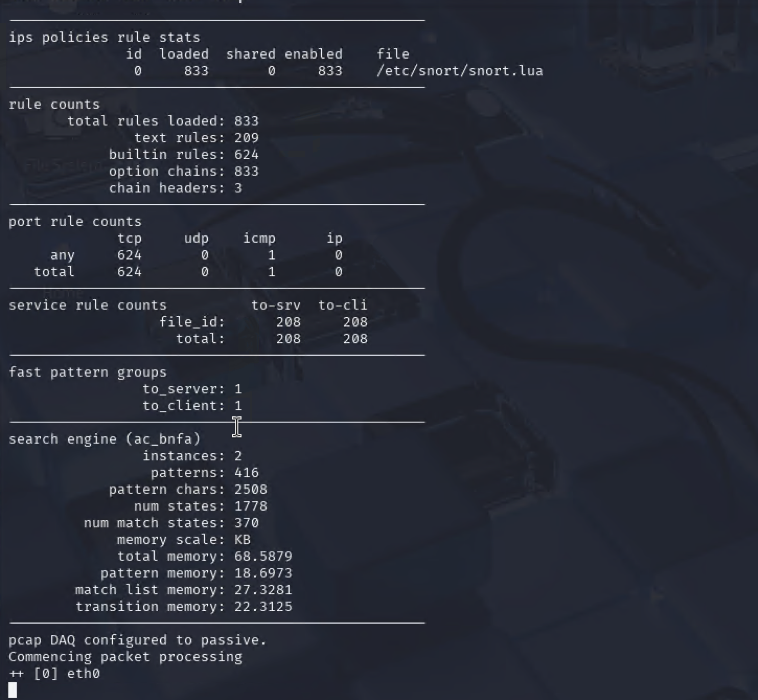 ips policies rule stats
id loaded shared enabled file
0 833 0 833 /etc/snort/snort.lua
rule counts
total rules loaded: 833
text rules: 209
builtin rules: 624
option chains: 833
chain headers: 3
port rule counts
tcp udp icmp ip
any 624 0 1 0
total 624 0 1 0
service rule counts to-srv to-cli
file_id: 208 208
total: 208 208
fast pattern groups
to_server: 1
to_client: 1
search engine (ac_bnfa)
instances: 2
patterns: 416
pattern chars: 2508
num states: 1778
num match states: 370
memory scale: KB
total memory: 68.5879
pattern memory: 18.6973
match list memory: 27.3281
transition memory: 22.3125
pcap DAQ configured to passive.
Commencing packet processing
++ [0] eth0